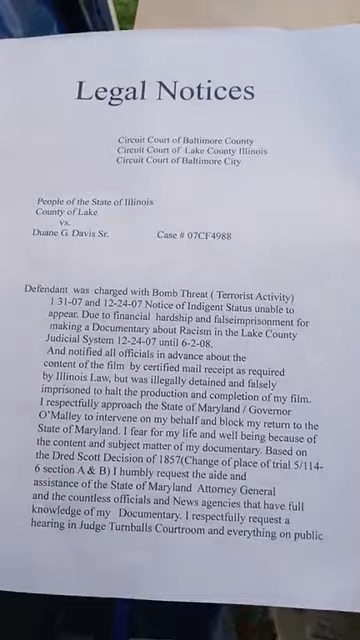 Legal Notices
Circuit Court of Baltimore County
Circuit Court of Lake County Illinois
Circuit Court of Baltimore City
People of the State of Illinois
County of Lake
vs.
Duane G. Davis Sr. Case # 07CF4988
Defendant was charged with Bomb Threat ( Terrorist Activity)
1 31-07 and 12-24-07 Notice of Indigent Status unable to
appear. Due to financial hardship and falseimprisonment for
making a Documentary about Racism in the Lake County
Judicial System 12-24-07 until 6-2-08.
And notified all officials in advance about the
content of the film by certified mail receipt as required
by Illinois Law, but was illegally detained and falsely
imprisoned to halt the production and completion of my film.
I respectfully approach the State of Maryland / Governor
O'Malley to intervene on my behalf and block my return to the
State of Maryland. I fear for my life and well being because of
the content and subject matter of my documentary. Based on
the Dred Scott Decision of 1857(Change of place of trial 5/114-
6 section A & B) I humbly request the aide and
assistance of the State of Maryland Attorney General
and the countless officials and News agencies that have full
knowledge of my Documentary. I respectfully request a
hearing in Judge Turnballs Courtroom and everything on public